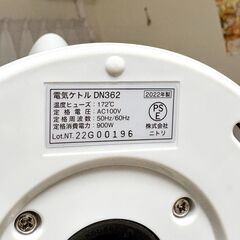 電気ケトル DN362
2022年製
温度ヒューズ：172℃
定格電圧：AC100V
定格周波数：50Hz/60Hz
定格消費電力：900W
Lot.NT. 22G00196
PS
E
株式会社
ニトリ